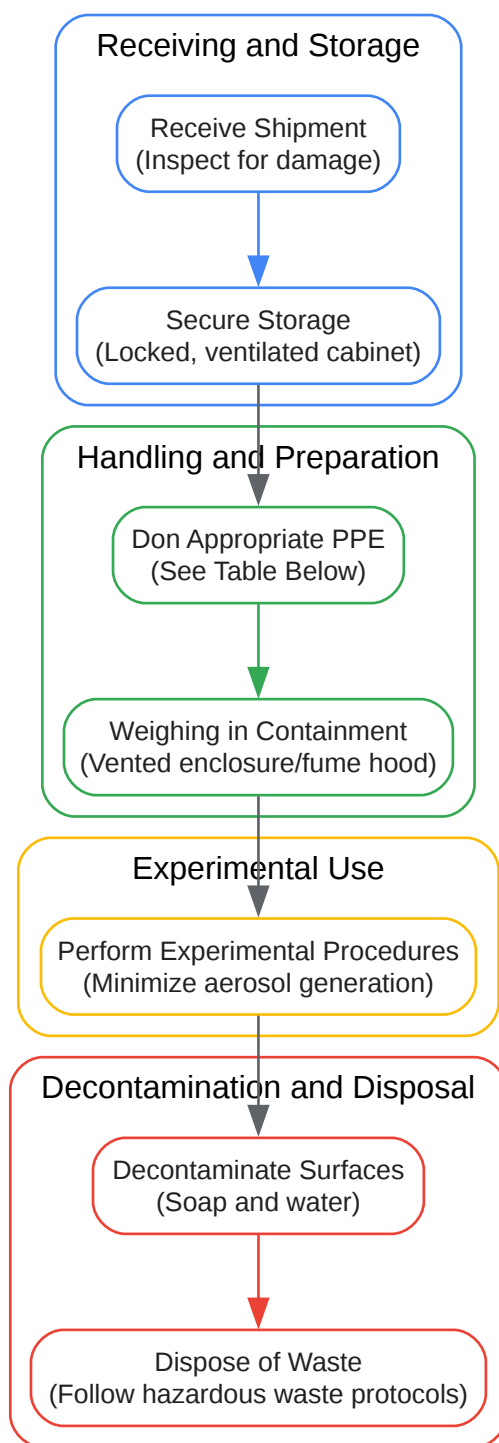 Receiving and Storage
Receive Shipment
(Inspect for damage)
Secure Storage
(Locked, ventilated cabinet)
Handling and Preparation
Don Appropriate PPE
(See Table Below)
Weighing in Containment
(Vented enclosure/fume hood)
Experimental Use
Perform Experimental Procedures
(Minimize aerosol generation)
Decontamination and Disposal
Decontaminate Surfaces
(Soap and water)
Dispose of Waste
(Follow hazardous waste protocols)